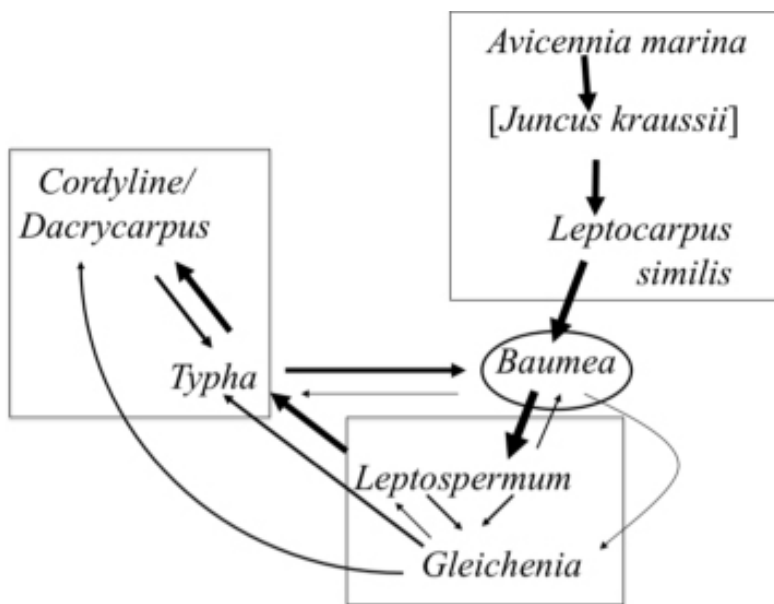 Avicennia marina
[Juncus kraussii]
Leptocarpus
similis
Cordyline/
Dacrycarpus
Typha
Baumea
Leptospermum
Gleichenia